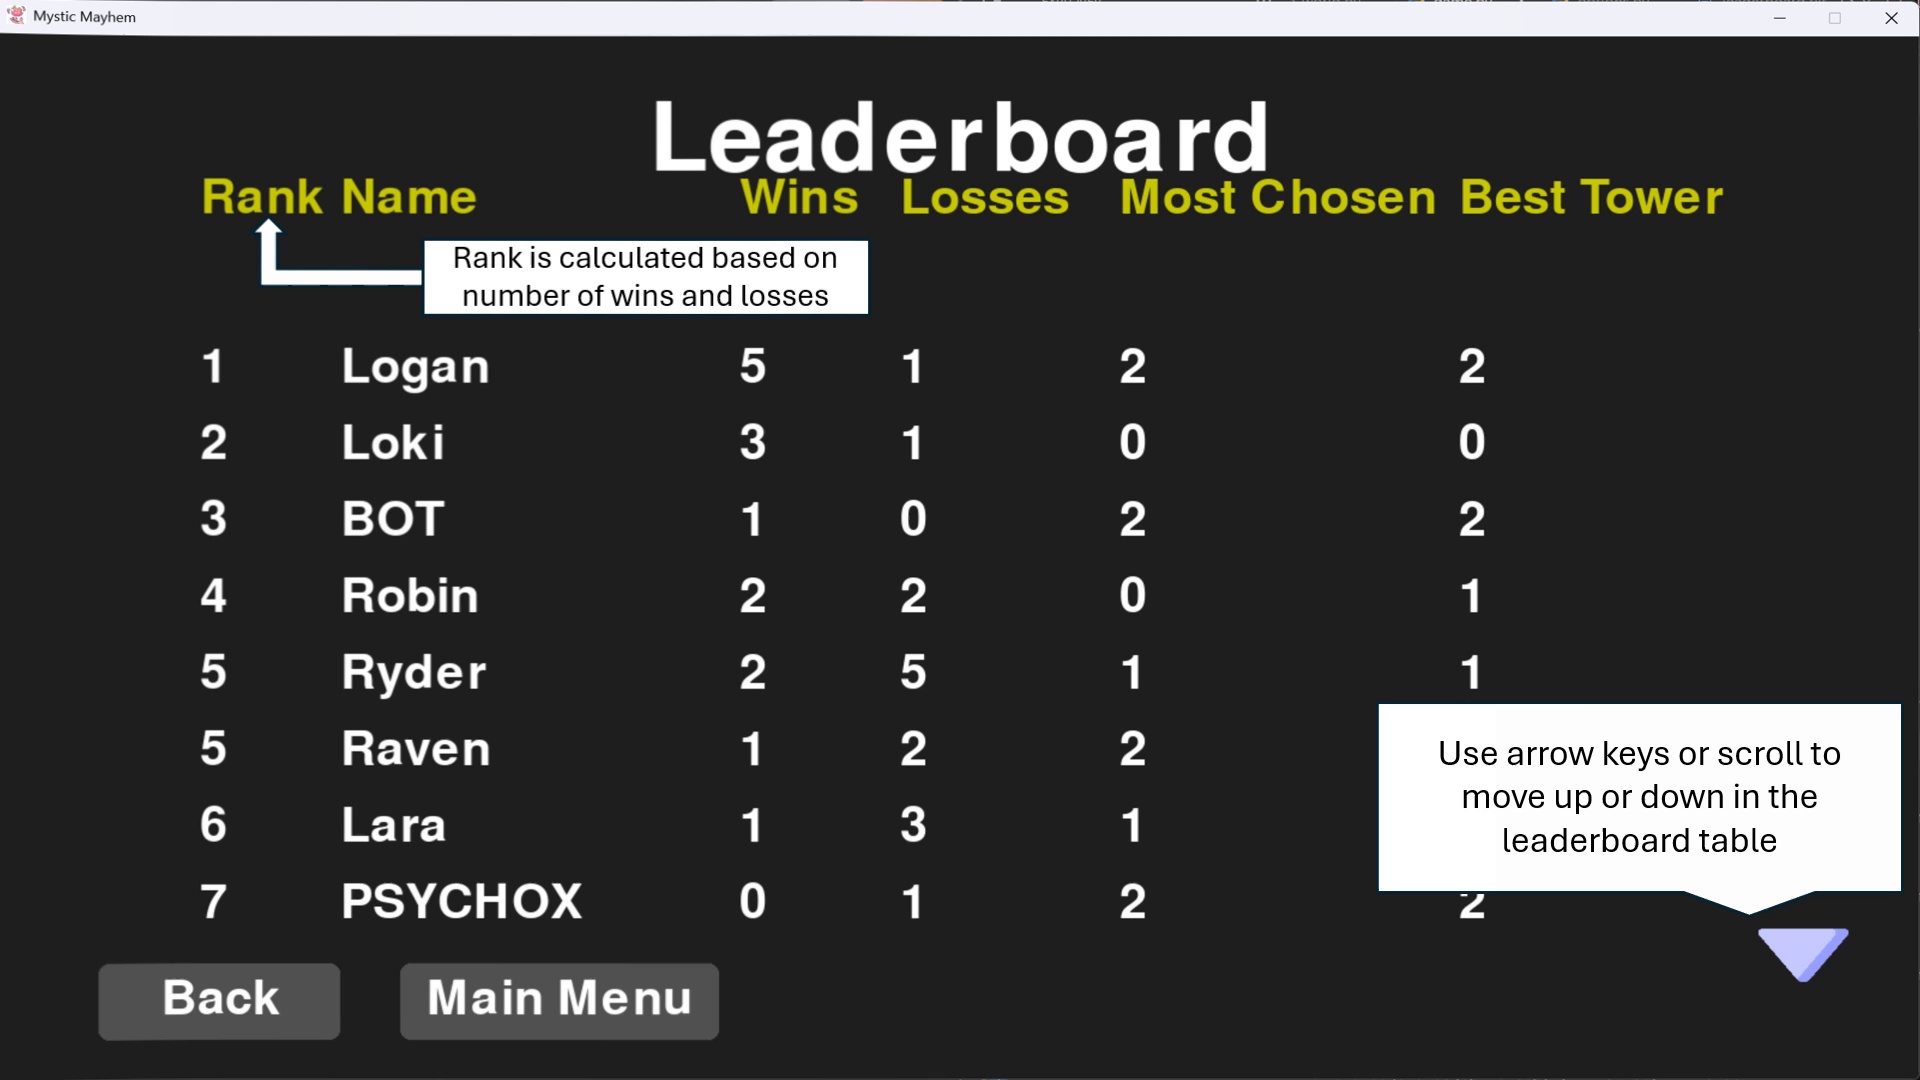 Mystic Mayhem
Leaderboard
Rank Name Wins Losses Most Chosen Best Tower
Rank is calculated based on
number of wins and losses
1 Logan 5 1 2 2
2 Loki 3 1 0 0
3 BOT 1 0 2 2
4 Robin 2 2 0 1
5 Ryder 2 5 1 1
5 Raven 1 2 2
6 Lara 1 3 1
7 PSYCHOX 0 1 2 2
Use arrow keys or scroll to
move up or down in the
leaderboard table
Back Main Menu